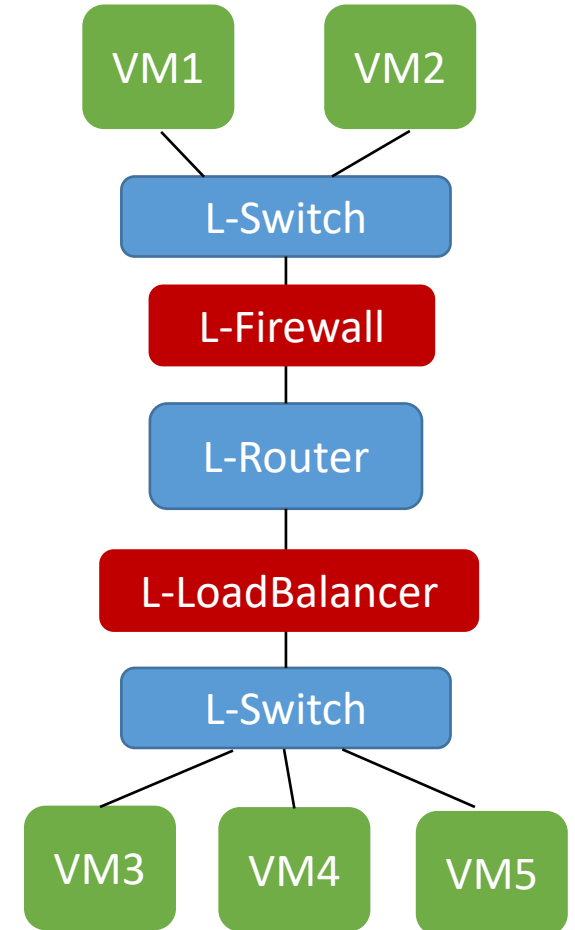 VM1
VM2
L-Switch
L-Firewall
L-Router
L-LoadBalancer
L-Switch
VM3
VM4
VM5